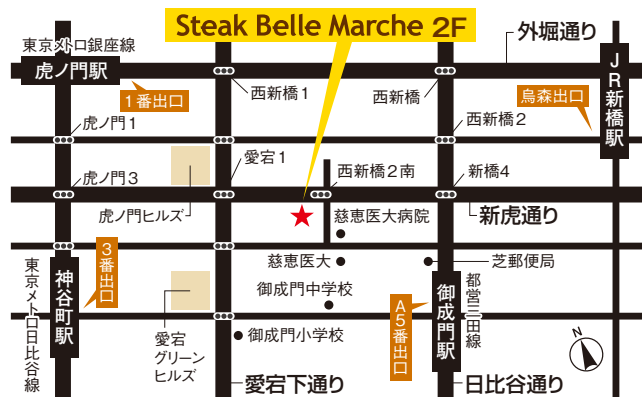 Steak Belle Marche 2F
東京メトロ銀座線
虎ノ門駅
1番出口
外堀通り
JR新橋駅
烏森出口
西新橋1
西新橋
虎ノ門1
西新橋2
愛宕1
西新橋2南
新橋4
虎ノ門3
虎ノ門ヒルズ
慈恵医大病院
新虎通り
3番出口
慈恵医大
芝郵便局
東京メトロ日比谷線
神谷町駅
御成門中学校
都営三田線
御成門駅
A5番出口
愛宕
グリーン
ヒルズ
御成門小学校
N
愛宕下通り
日比谷通り